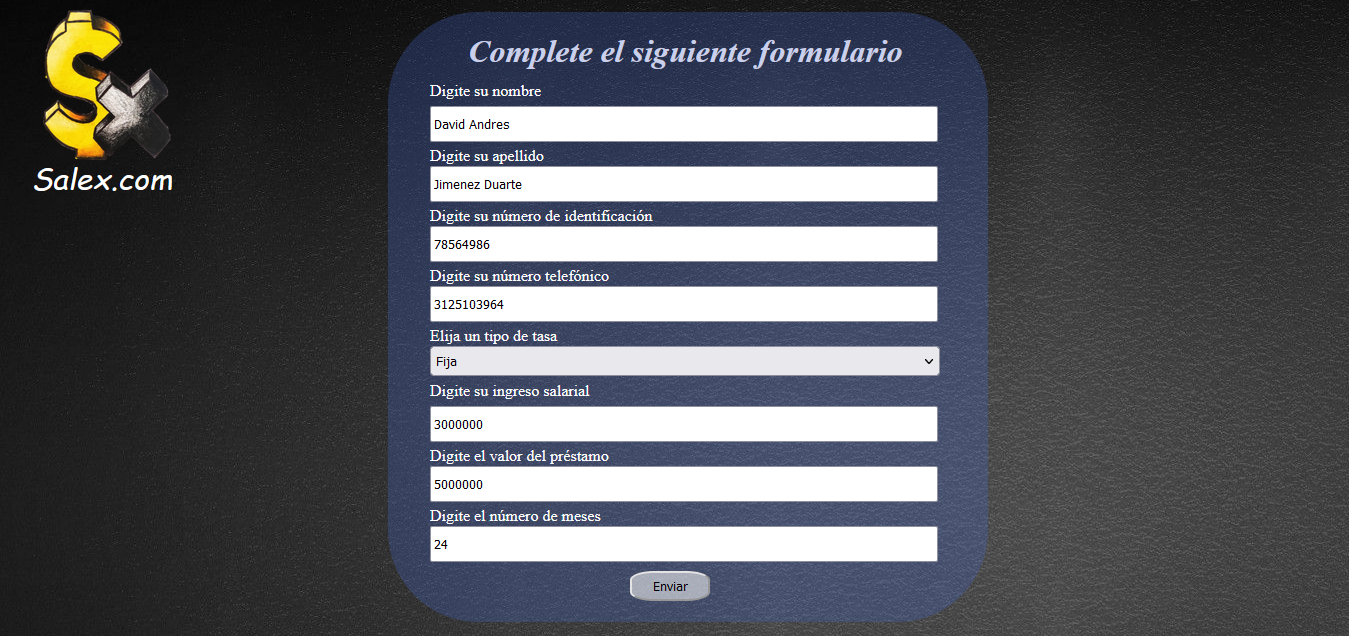 Sx
Salex.com
Complete el siguiente formulario
Digite su nombre
David Andres
Digite su apellido
Jimenez Duarte
Digite su número de identificación
78564986
Digite su número telefónico
3125103964
Elija un tipo de tasa
Fija
Digite su ingreso salarial
3000000
Digite el valor del préstamo
5000000
Digite el número de meses
24
Enviar